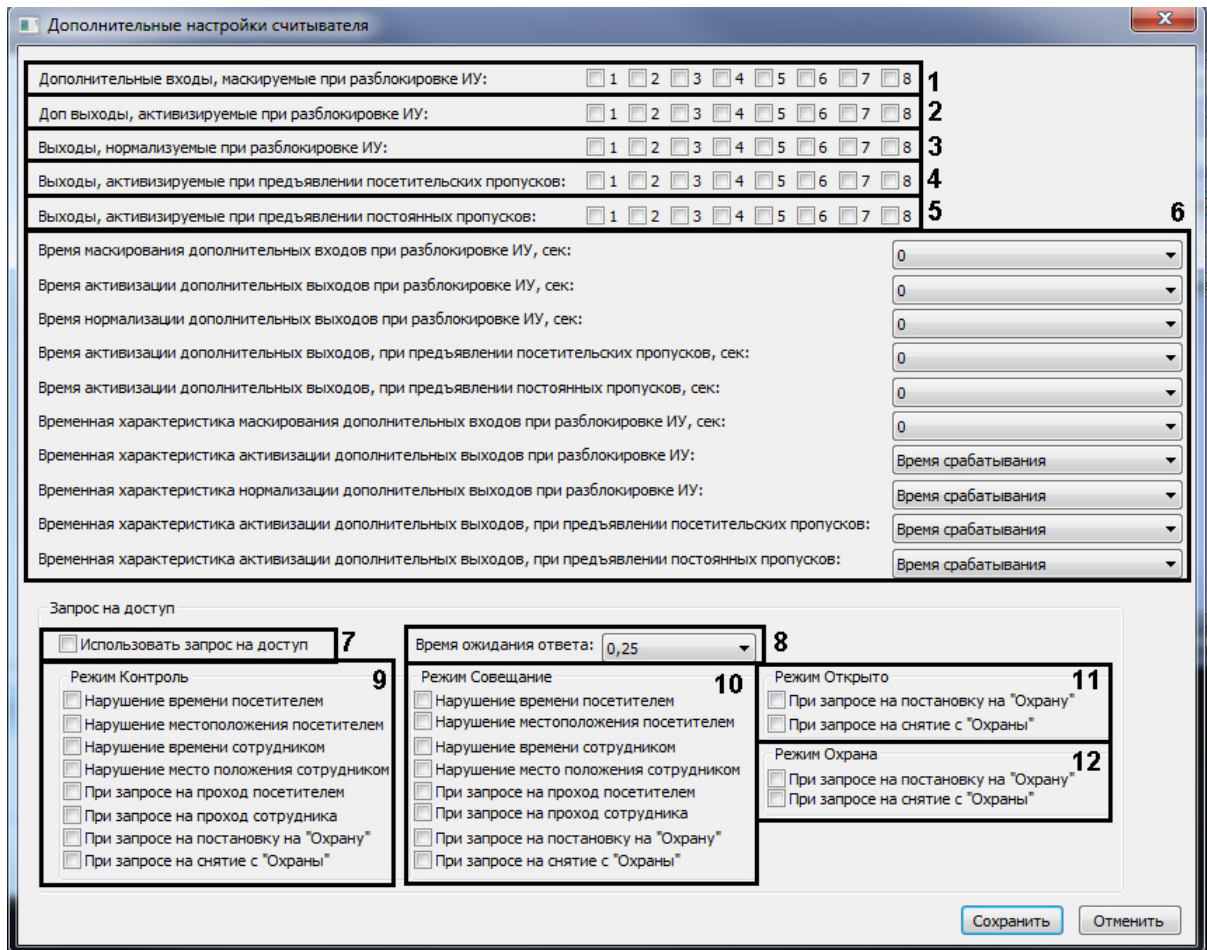 Дополнительные настройки считывателя
Дополнительные входы, маскируемые при разблокировке ИУ: 1 2 3 4 5 6 7 8 1
Доп выходы, активизируемые при разблокировке ИУ: 1 2 3 4 5 6 7 8 2
Выходы, нормализуемые при разблокировке ИУ: 1 2 3 4 5 6 7 8 3
Выходы, активизируемые при предъявлении посетительских пропусков: 1 2 3 4 5 6 7 8 4
Выходы, активизируемые при предъявлении постоянных пропусков: 1 2 3 4 5 6 7 8 5
6
Время маскирования дополнительных входов при разблокировке ИУ, сек: 0
Время активизации дополнительных выходов при разблокировке ИУ, сек: 0
Время нормализации дополнительных выходов при разблокировке ИУ, сек: 0
Время активизации дополнительных выходов, при предъявлении посетительских пропусков, сек: 0
Время активизации дополнительных выходов, при предъявлении постоянных пропусков, сек: 0
Временная характеристика маскирования дополнительных входов при разблокировке ИУ, сек: 0
Временная характеристика активизации дополнительных выходов при разблокировке ИУ: Время срабатывания
Временная характеристика нормализации дополнительных выходов при разблокировке ИУ: Время срабатывания
Временная характеристика активизации дополнительных выходов, при предъявлении посетительских пропусков: Время срабатывания
Временная характеристика активизации дополнительных выходов, при предъявлении постоянных пропусков: Время срабатывания
Запрос на доступ
Использовать запрос на доступ 7
Время ожидания ответа: 0,25 8
Режим Контроль 9
Нарушение времени посетителем
Нарушение местоположения посетителем
Нарушение времени сотрудником
Нарушение место положения сотрудником
При запросе на проход посетителем
При запросе на проход сотрудника
При запросе на постановку на "Охрану"
При запросе на снятие с "Охраны"
Режим Совещание 10
Нарушение времени посетителем
Нарушение местоположения посетителем
Нарушение времени сотрудником
Нарушение место положения сотрудником
При запросе на проход посетителем
При запросе на проход сотрудника
При запросе на постановку на "Охрану"
При запросе на снятие с "Охраны"
Режим Открыто 11
При запросе на постановку на "Охрану"
При запросе на снятие с "Охраны"
Режим Охрана 12
При запросе на постановку на "Охрану"
При запросе на снятие с "Охраны"
Сохранить Отменить